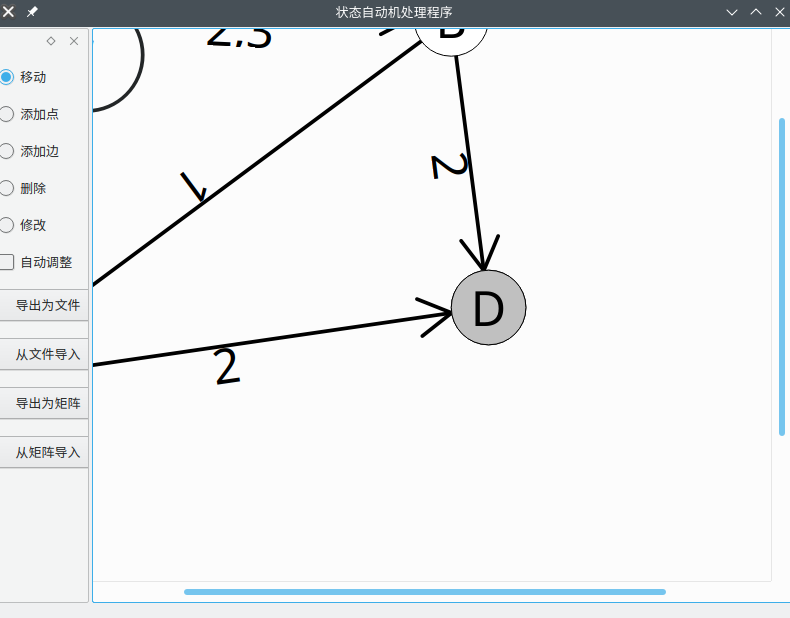 状态自动机处理程序
移动
添加点
添加边
删除
修改
自动调整
导出为文件
从文件导入
导出为矩阵
从矩阵导入
2,3
B
1
2
D
2